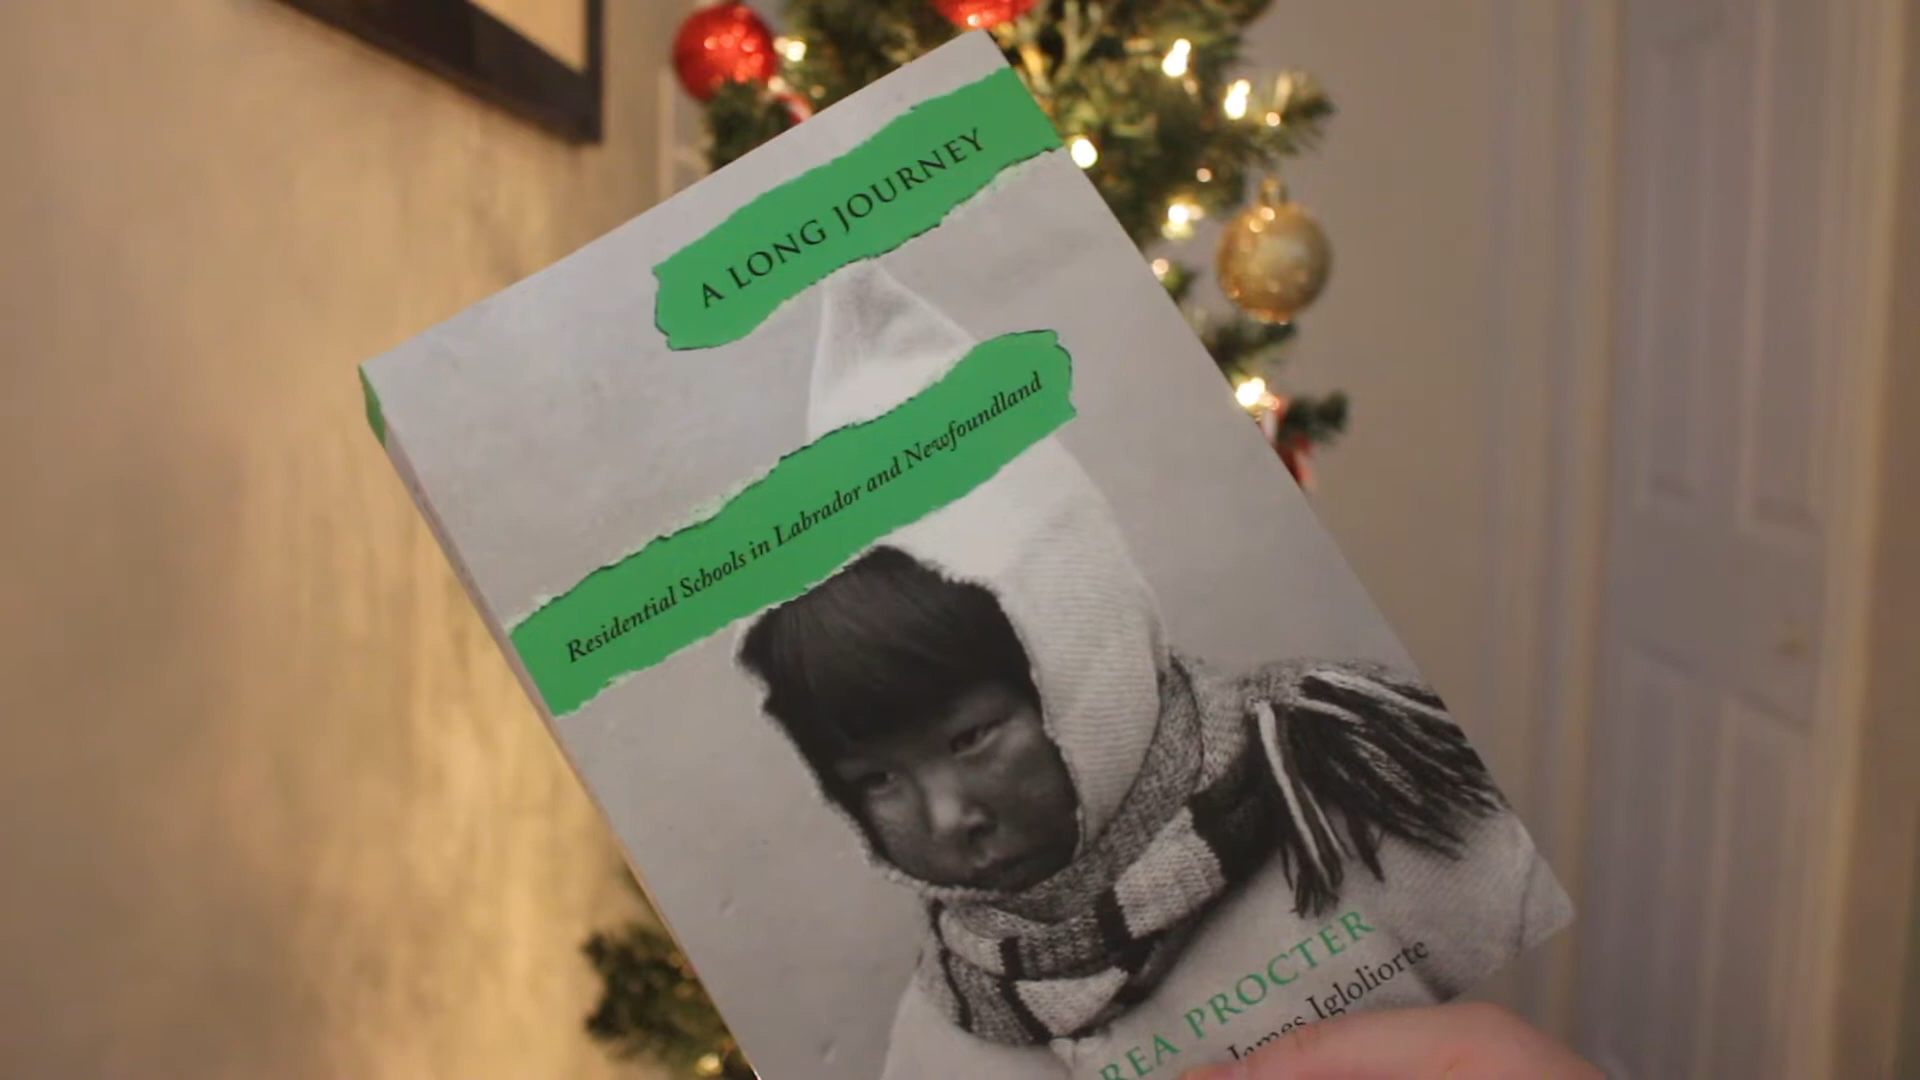 A LONG JOURNEY
Residential Schools in Labrador and Newfoundland
REA PROCTER
James Igloliorte